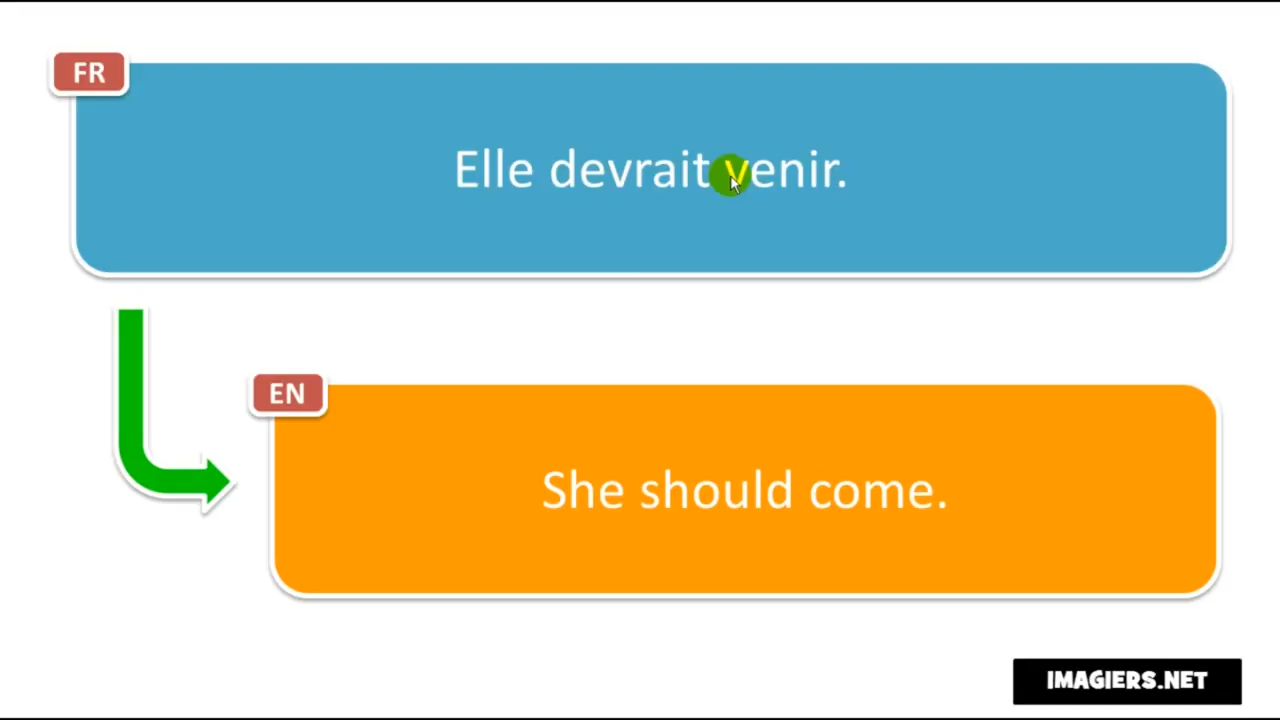 FR
Elle devrait venir.
EN
She should come.
IMAGIERS.NET